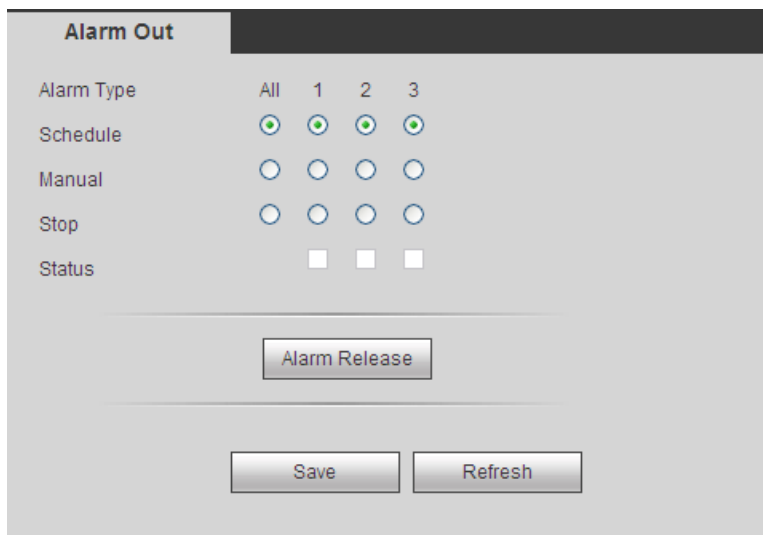 Alarm Out
Alarm Type All 1 2 3
Schedule
Manual
Stop
Status
Alarm Release
Save Refresh